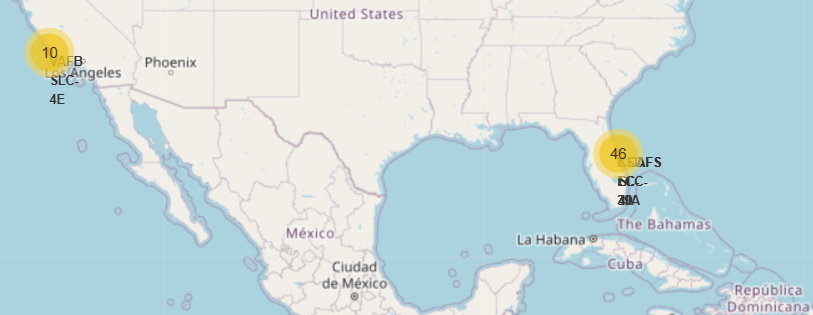 United States
10
VAFB
SLC-
4E
Los Angeles
Phoenix
46
SLC-
La Habana
The Bahamas
Cuba
México
Ciudad
de México
República
Dominicana